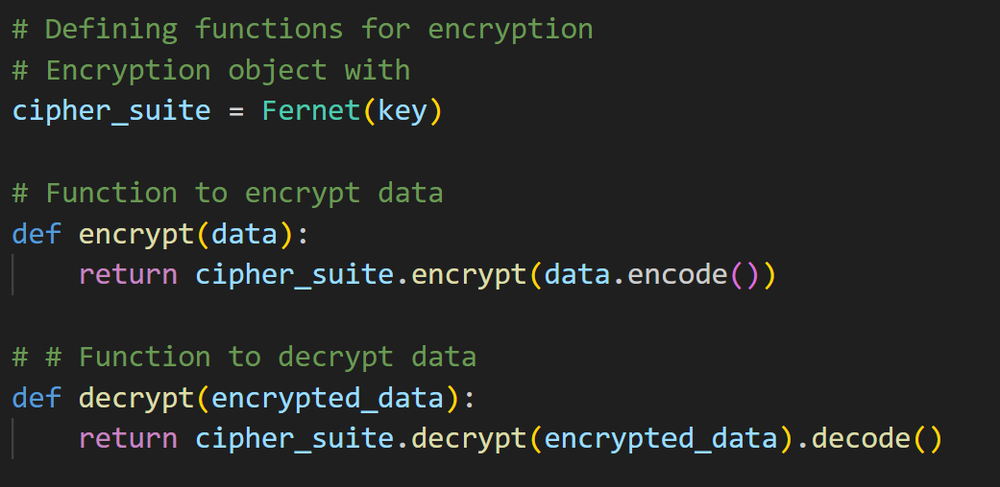 # Defining functions for encryption
# Encryption object with
cipher_suite = Fernet(key)
# Function to encrypt data
def encrypt(data):
    return cipher_suite.encrypt(data.encode())
# # Function to decrypt data
def decrypt(encrypted_data):
    return cipher_suite.decrypt(encrypted_data).decode()